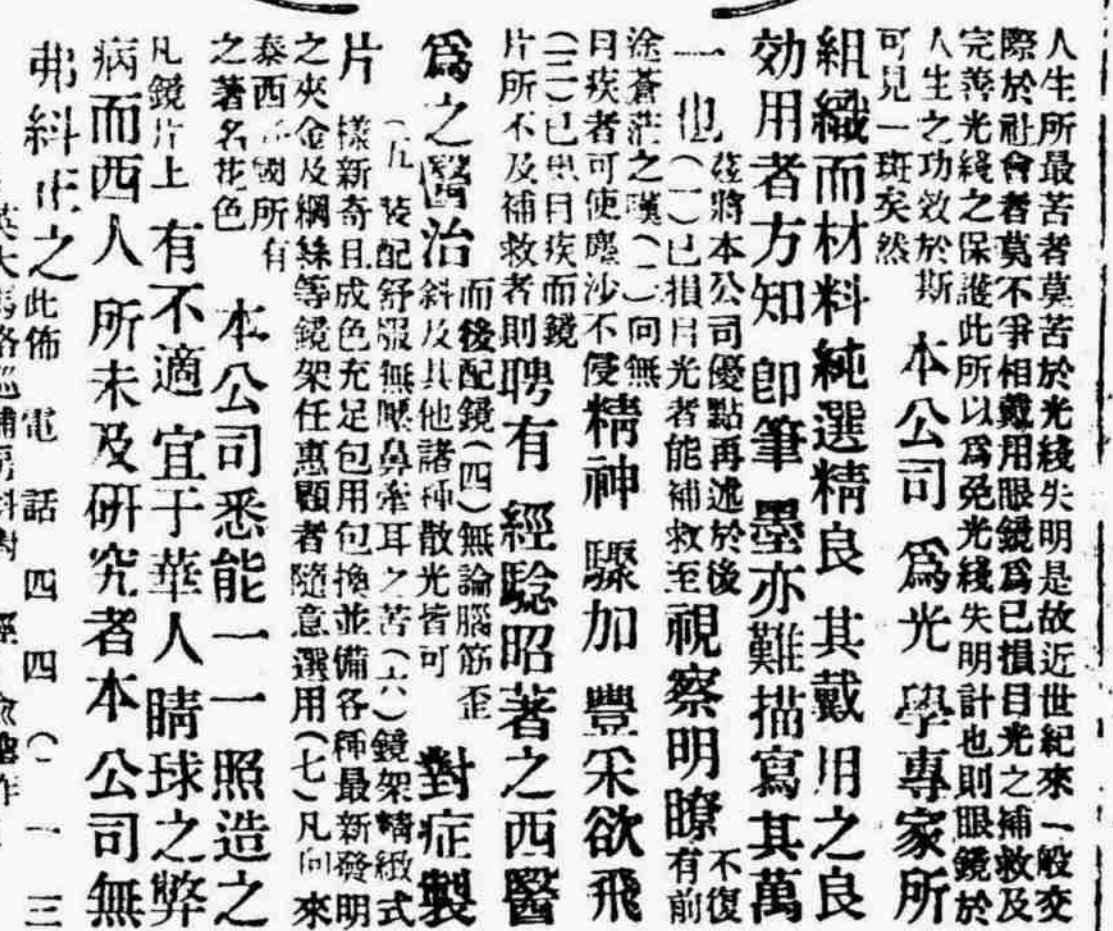 人生所最苦者莫苦於光綫失明是故近世紀來一般交
際於社會者莫不爭相戴用眼鏡爲已損目光之補救及
完善光綫之保護此所以爲免光綫失明計也則眼鏡於
人生之功效於斯
可見一斑矣然
本公司爲光學專家所
組織而材料純選精良其戴用之良
効用者方知卽筆墨亦難描寫其萬
一也
茲將本公司優點再述於後
(一)已損目光者能補救至
視察明瞭
不復
有前
塗蒼茫之嘆(二)向無
目疾者可使塵沙不侵
精神驟加豐采欲飛
(三)已患目疾而鏡
片所不及補救者則
聘有經騐昭著之西醫
爲之醫治
而後配鏡(四)無論腦筋歪
斜及其他諸種散光皆可
對症製
片
(五)裝配舒服無壓鼻牽耳之苦(六)鏡架精緻式
樣新奇且成色充足包用包換並備各種最新發明
之夾金及綱絲等鏡架任惠顧者隨意選用(七)凡向來
泰西各國所有
之著名花色
本公司悉能一一照造之
凡鏡片上有不適宜于華人睛球之弊
病而西人所未及研究者本公司無
弗糾正之
此佈 電話四四 一三